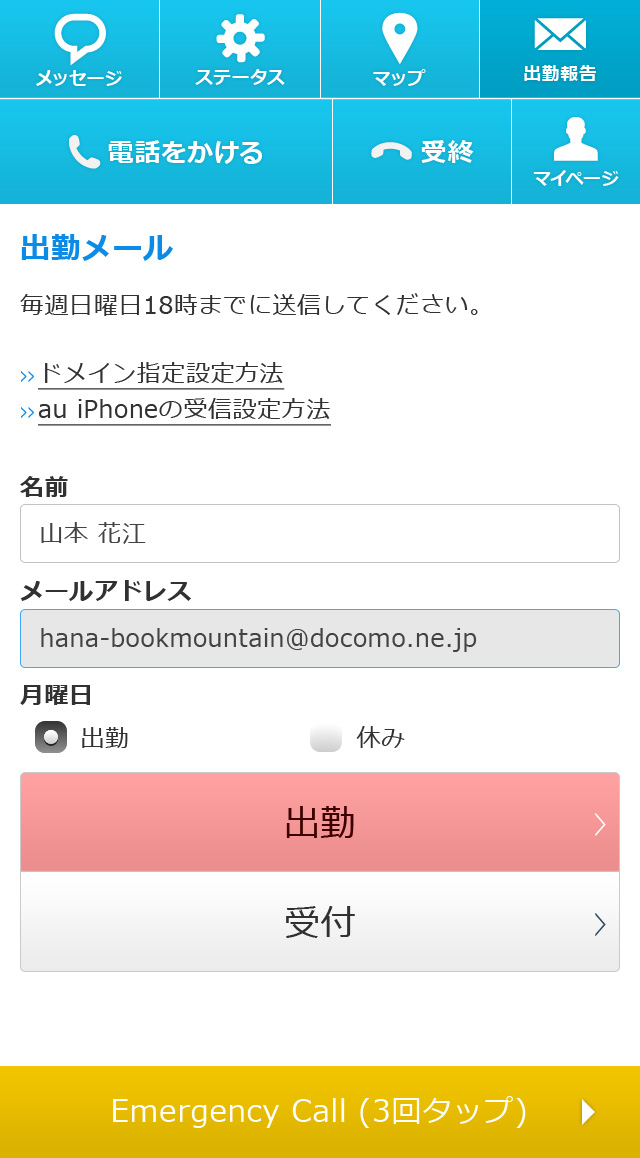 メッセージ
ステータス
マップ
出勤報告
電話をかける
受終
マイページ
出勤メール
毎週日曜日18時までに送信してください。
›› ドメイン指定設定方法
›› au iPhoneの受信設定方法
名前
山本 花江
メールアドレス
hana-bookmountain@docomo.ne.jp
月曜日
出勤 休み
出勤
受付
Emergency Call (3回タップ)